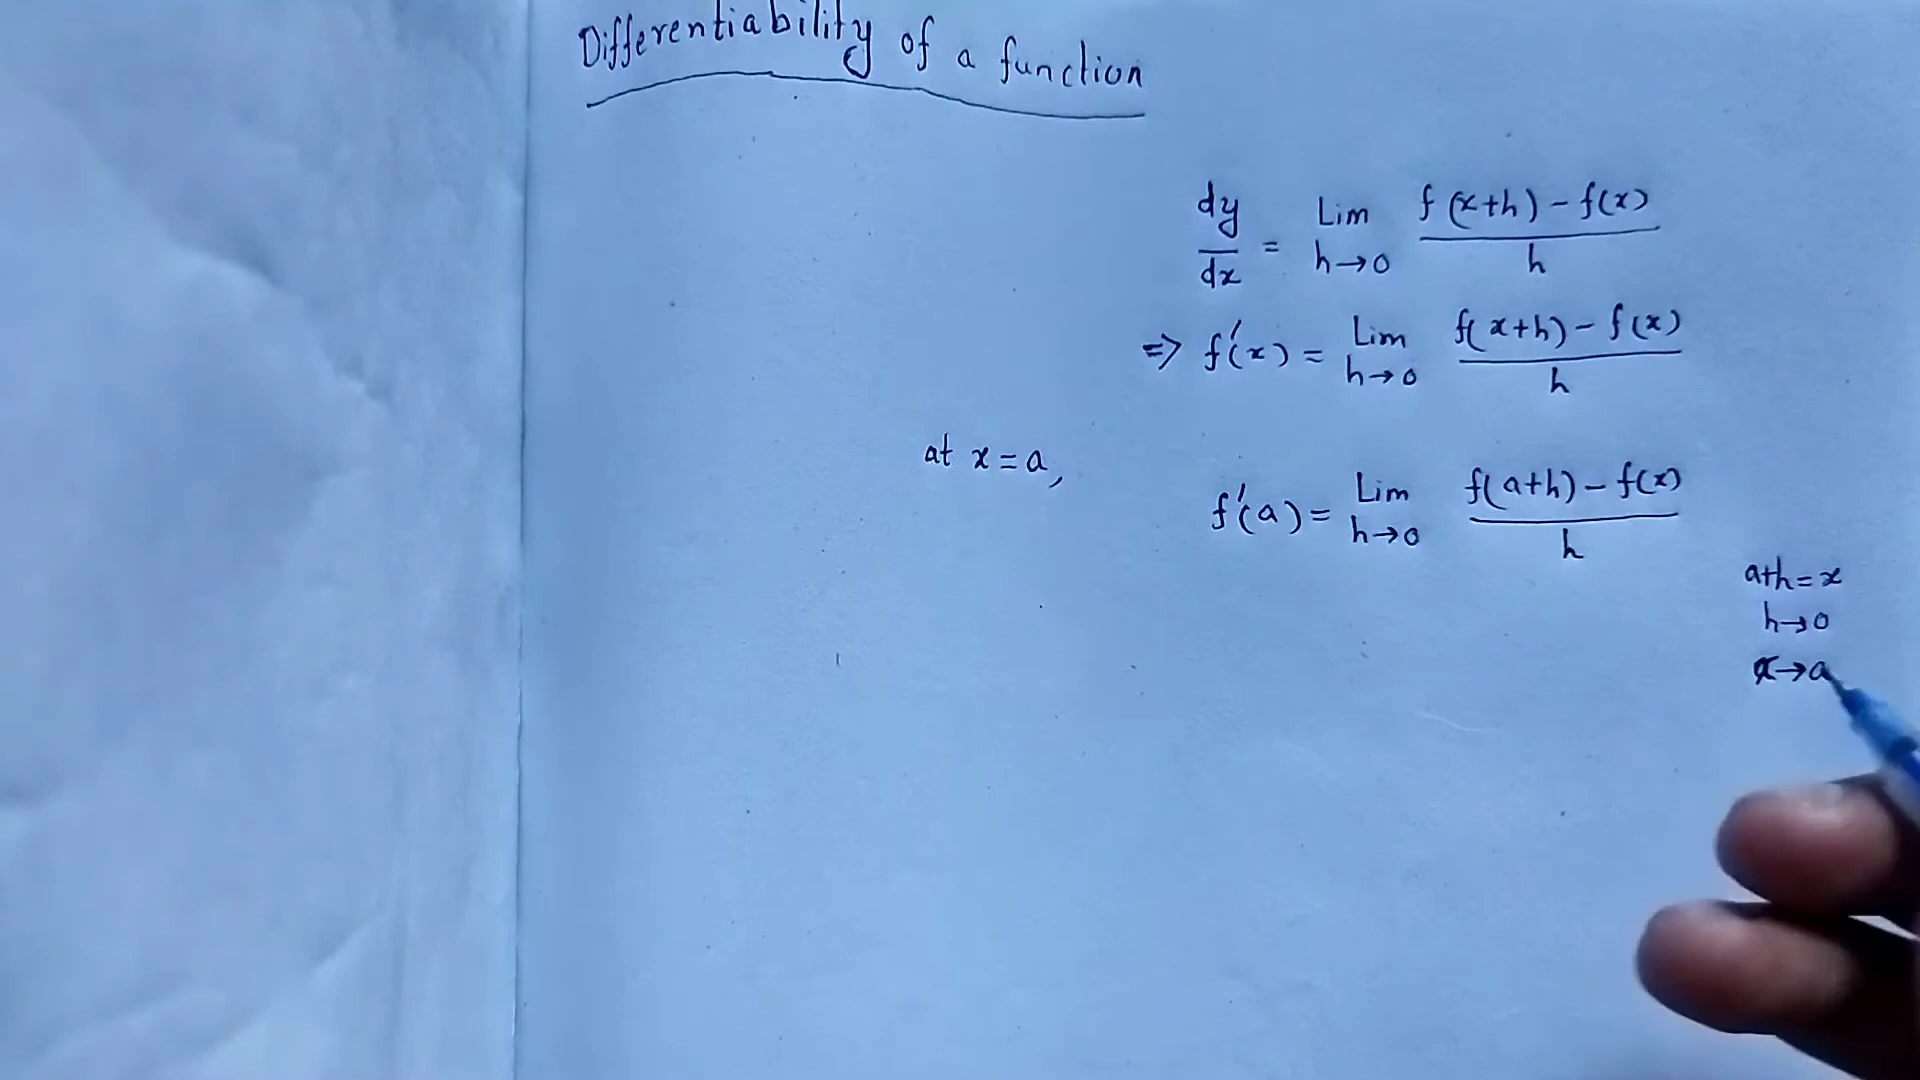 Differentiability of a function
dy/dx = Lim h→0 f(x+h)-f(x)/h
=> f'(x) = Lim h→0 f(x+h)-f(x)/h
at x=a,
f'(a) = Lim h→0 f(a+h)-f(x)/h
a+h=x
h→0
x→a